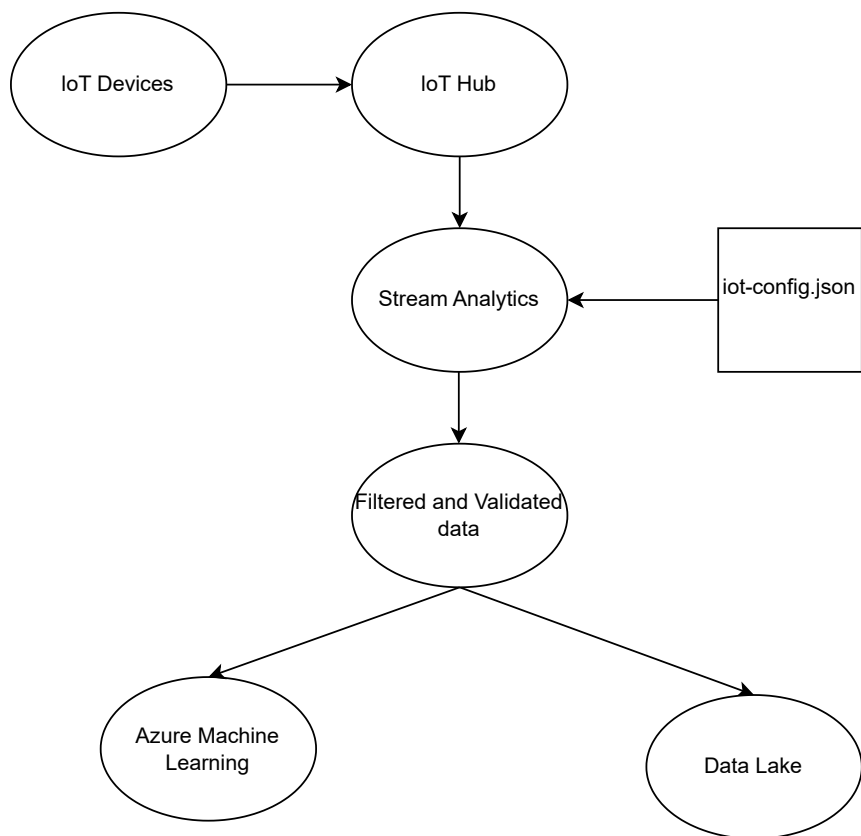 IoT Devices
IoT Hub
Stream Analytics
iot-config.json
Filtered and Validated
data
Azure Machine
Learning
Data Lake